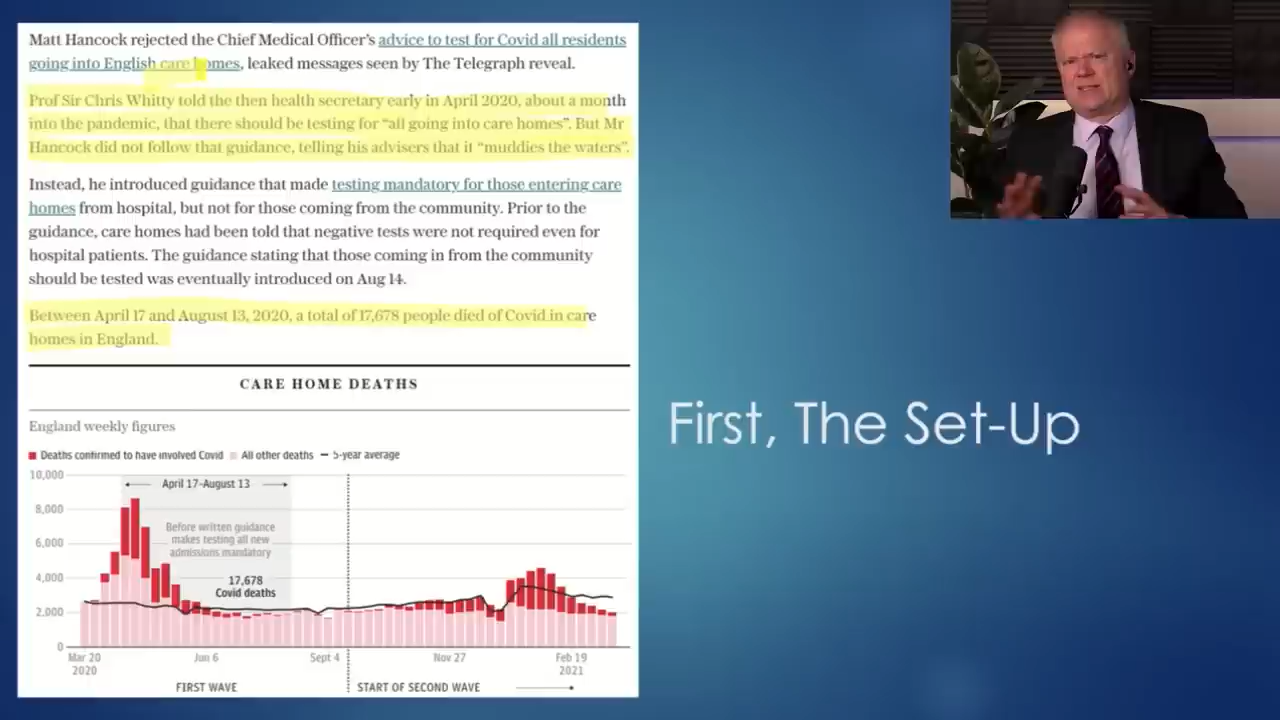 Matt Hancock rejected the Chief Medical Officer's advice to test for Covid all residents
going into English care homes, leaked messages seen by The Telegraph reveal.
Prof Sir Chris Whitty told the then health secretary early in April 2020, about a month
into the pandemic, that there should be testing for "all going into care homes". But Mr
Hancock did not follow that guidance, telling his advisers that it "muddies the waters".
Instead, he introduced guidance that made testing mandatory for those entering care
homes from hospital, but not for those coming from the community. Prior to the
guidance, care homes had been told that negative tests were not required even for
hospital patients. The guidance stating that those coming in from the community
should be tested was eventually introduced on Aug 14.
Between April 17 and August 13, 2020, a total of 17,678 people died of Covid in care
homes in England.
CARE HOME DEATHS
England weekly figures
Deaths confirmed to have involved Covid All other deaths 5-year average
10,000
April 17-August 13
8,000
Before written guidance
makes testing all new
admissions mandatory
6,000
4,000
17,678
Covid deaths
2,000
0
Mar 20 Jun 6 Sept 4 Nov 27 Feb 19
2020 2021
FIRST WAVE START OF SECOND WAVE
First, The Set-Up